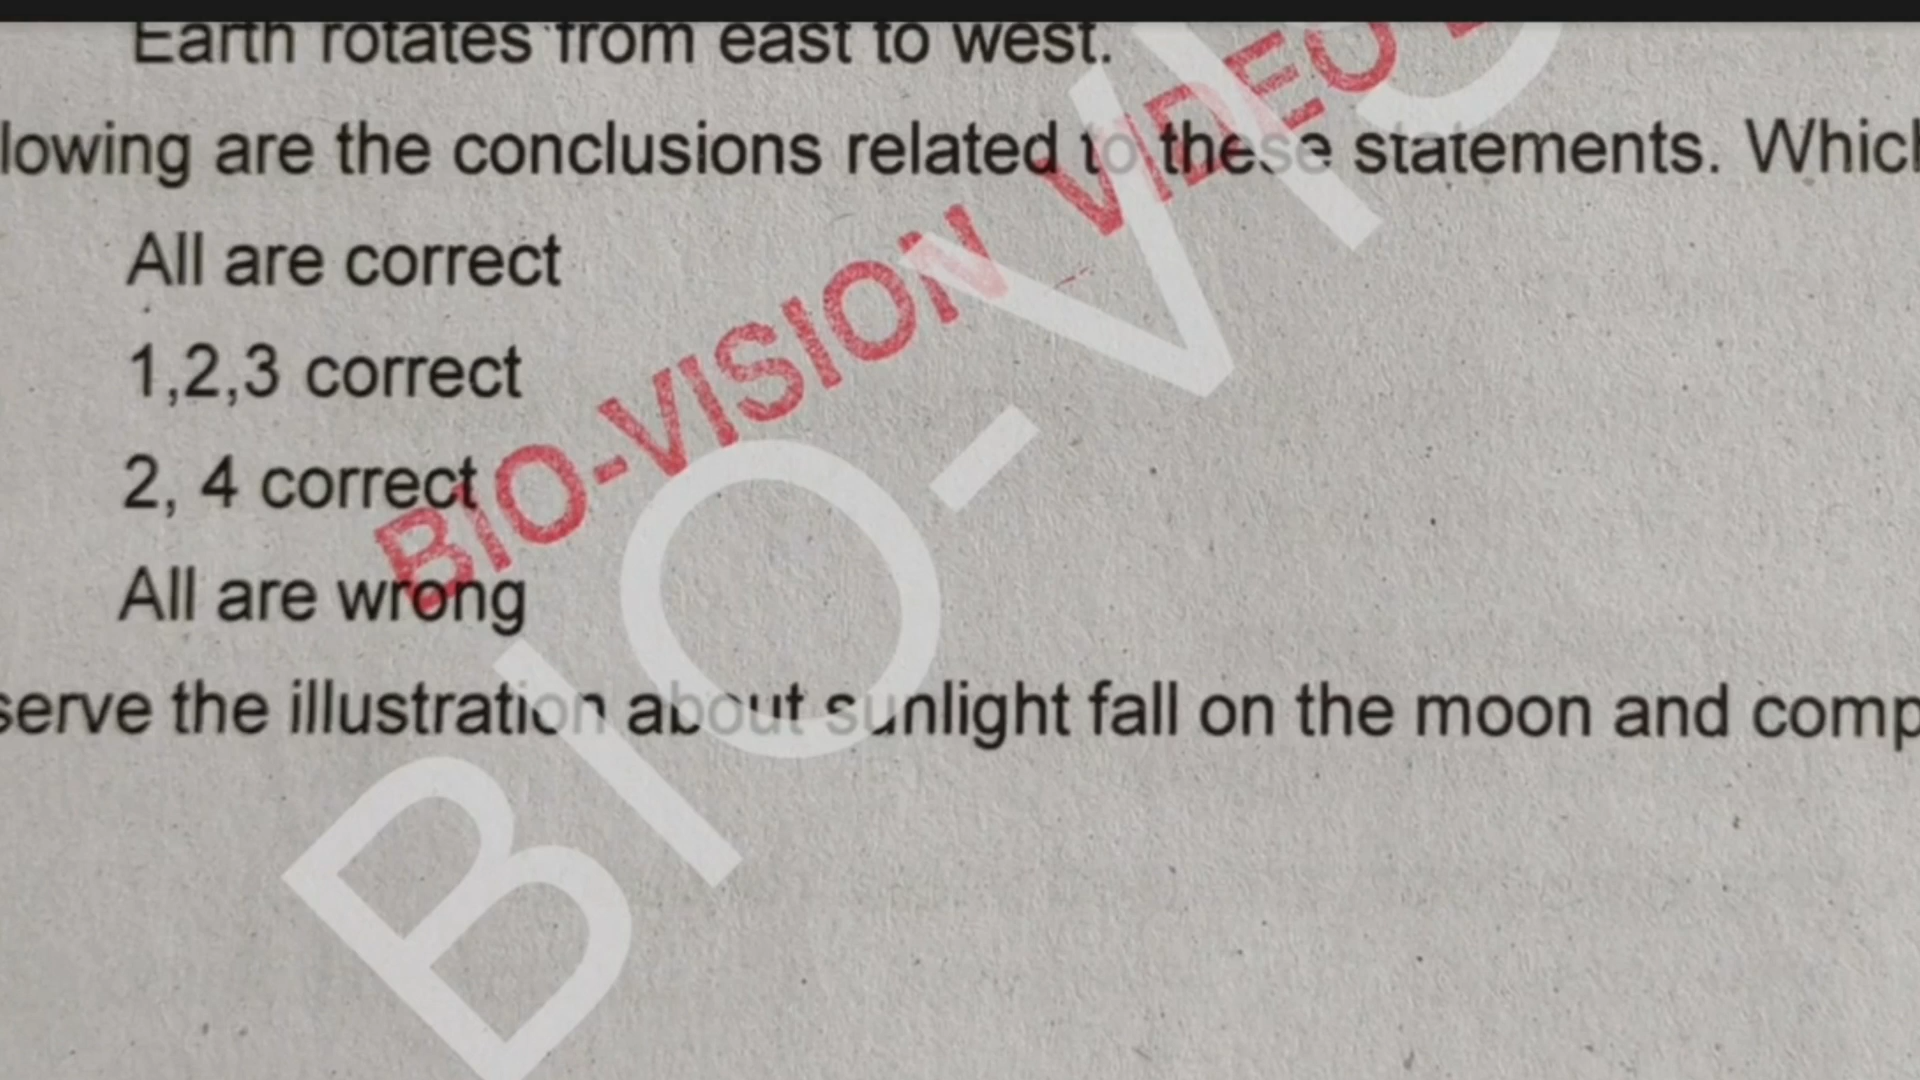 Earth rotates from east to west.
lowing are the conclusions related to these statements. Which
All are correct
1,2,3 correct
2, 4 correct
All are wrong
serve the illustration about sunlight fall on the moon and comp
BIO-VISION VIDEO
BIO-VIS